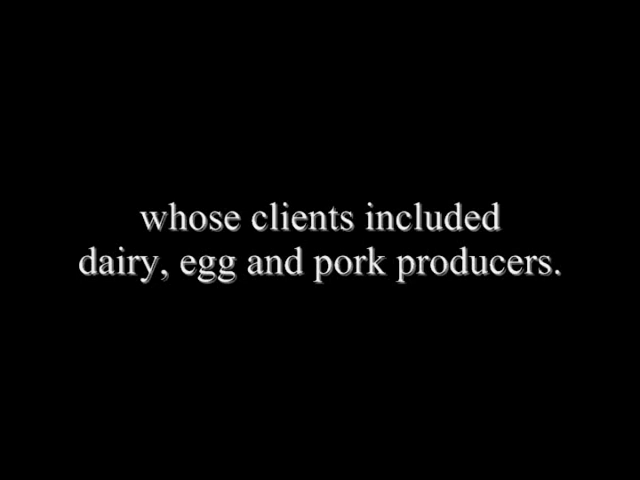 whose clients included
dairy, egg and pork producers.